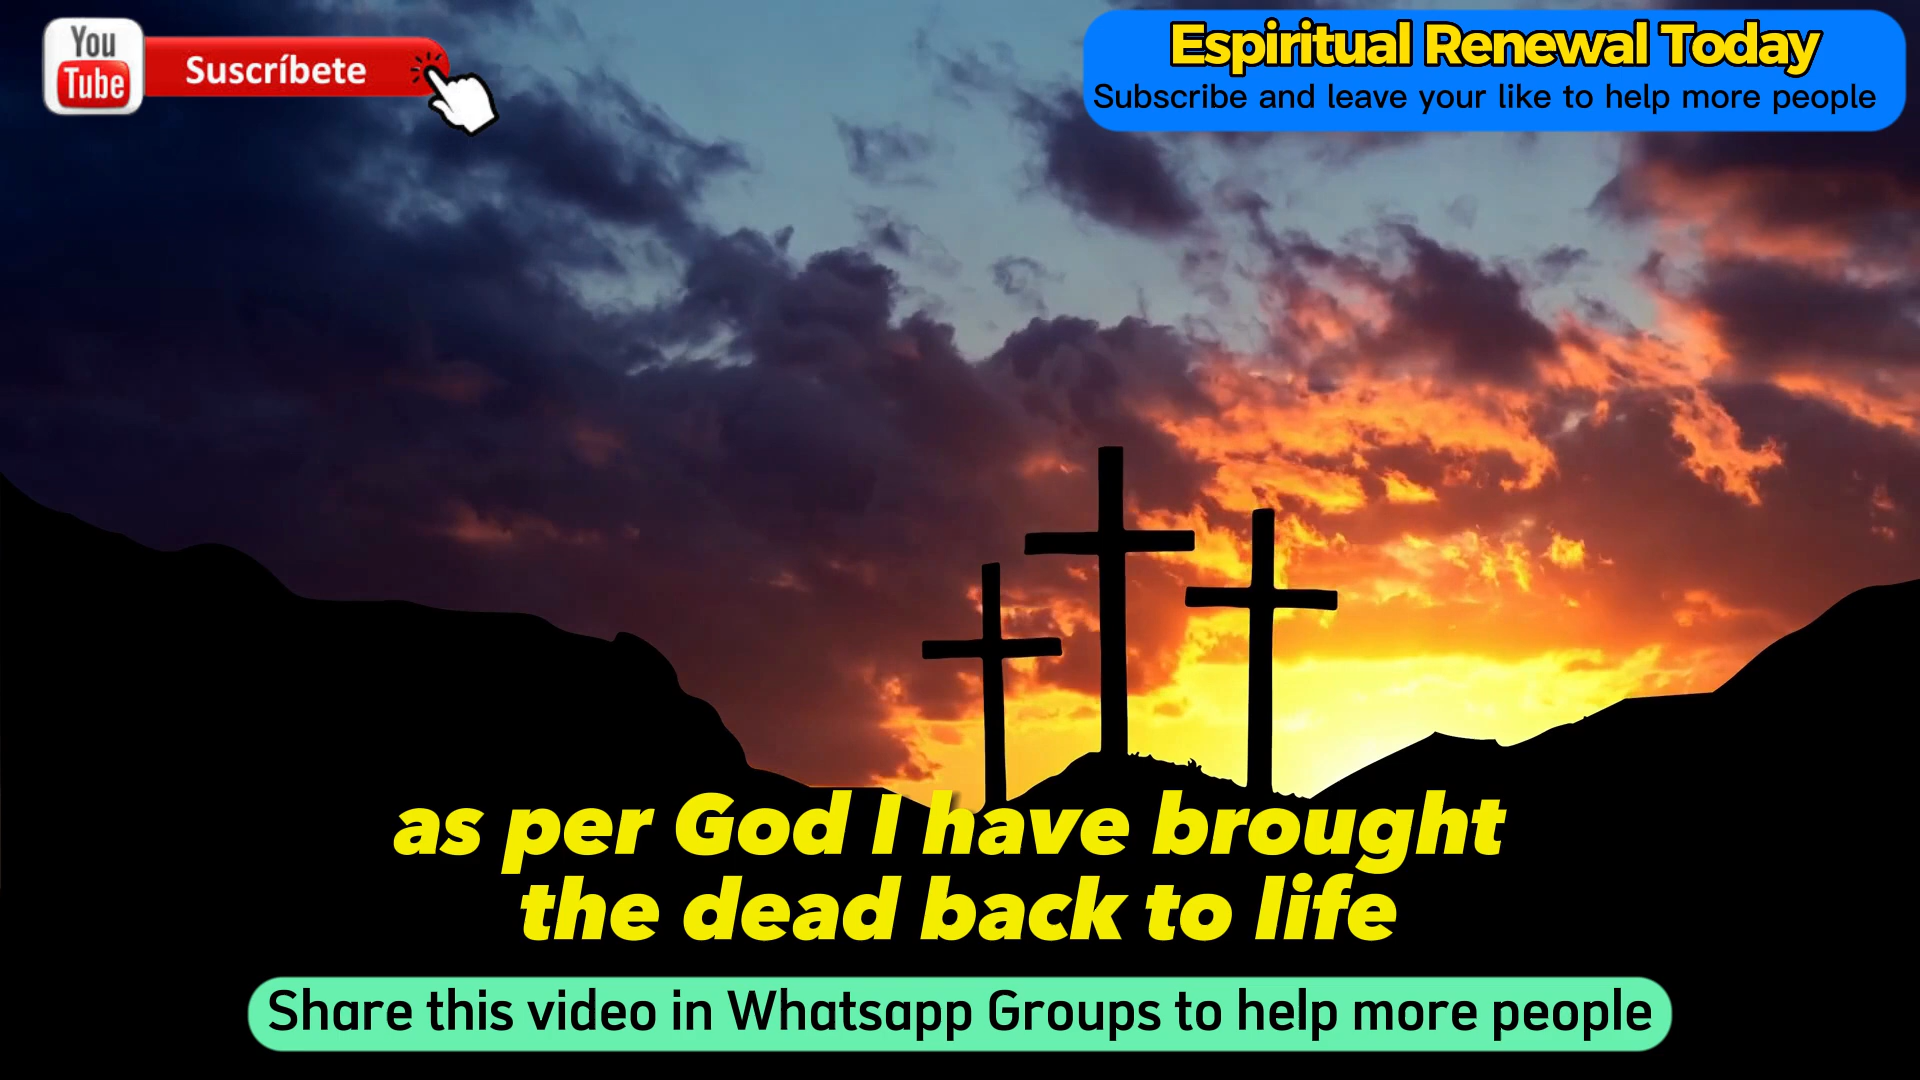 You
Tube
Suscríbete
Espiritual Renewal Today
Subscribe and leave your like to help more people
as per God I have brought
the dead back to life
Share this video in Whatsapp Groups to help more people